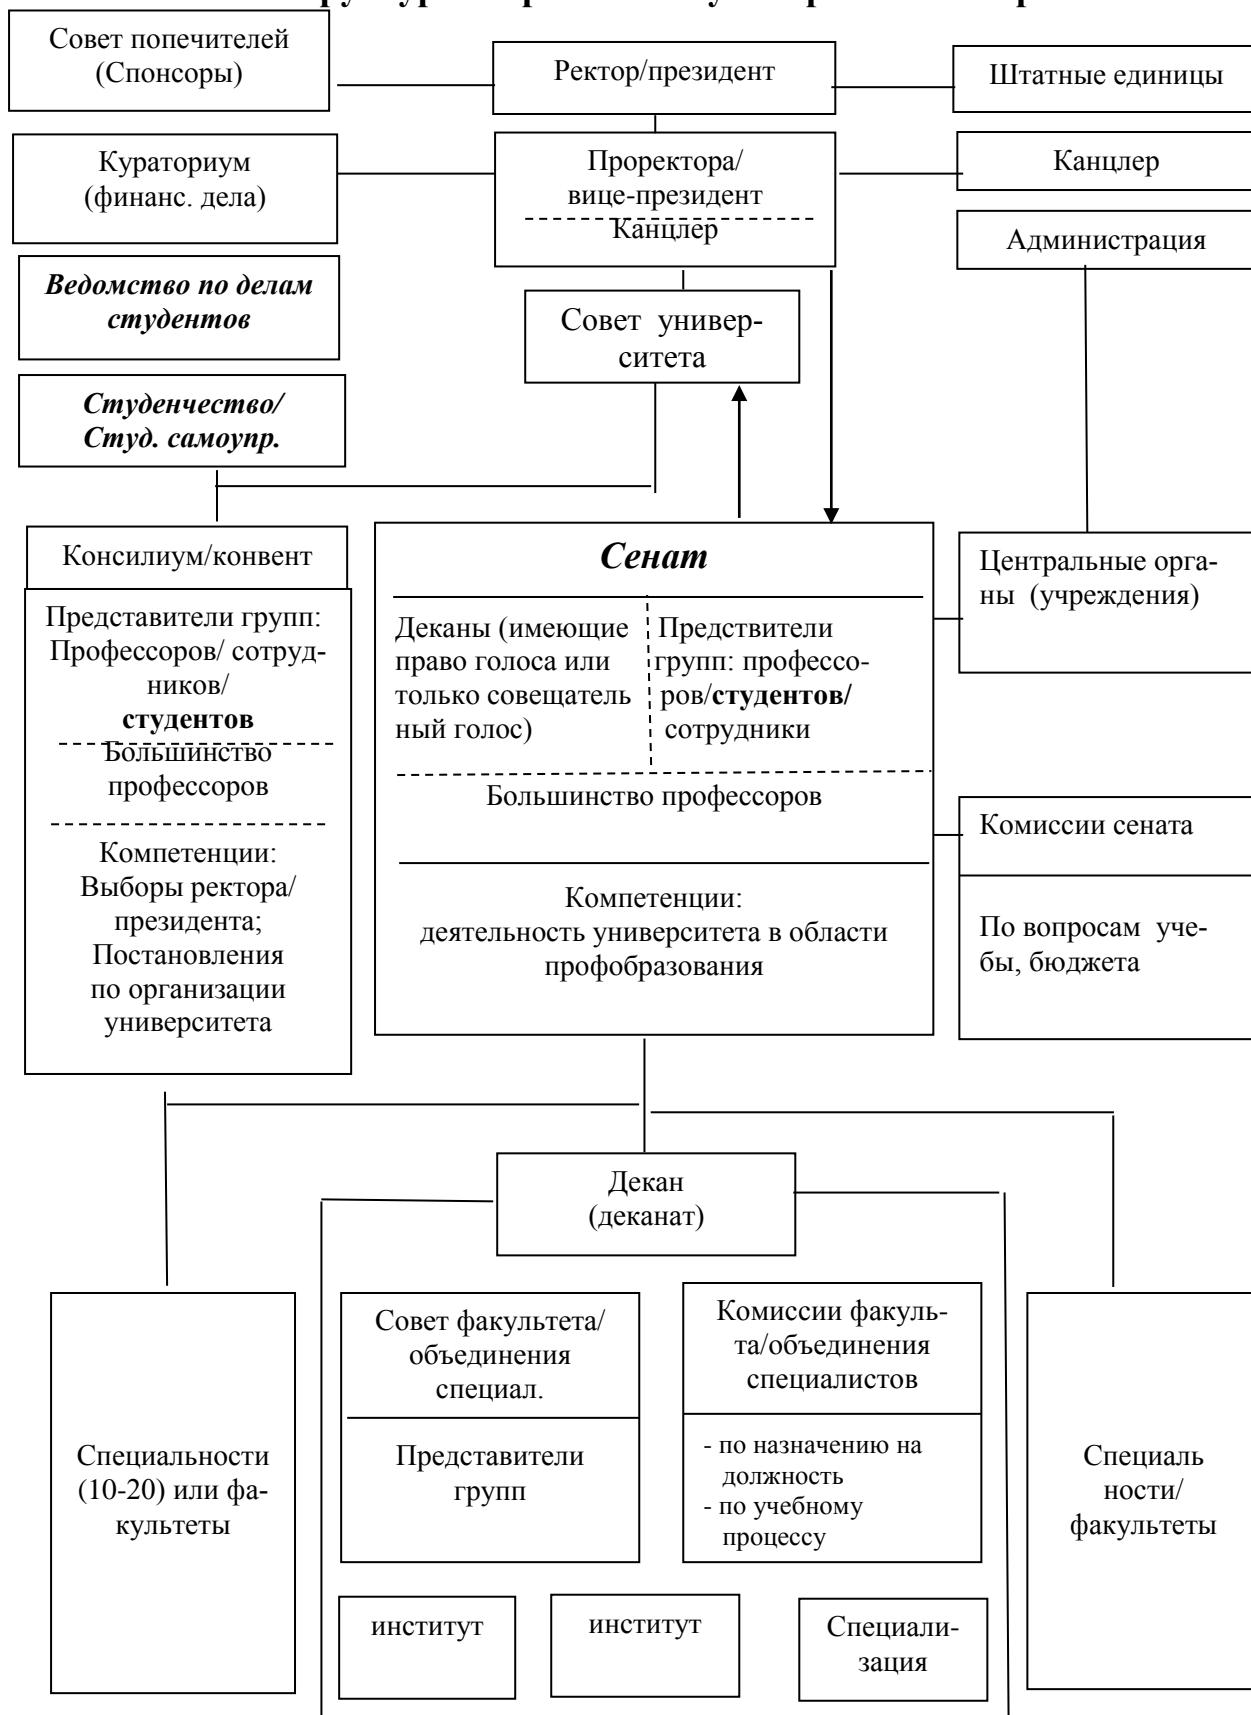 Совет попечителей
(Спонсоры)
Ректор/президент
Штатные единицы
Кураториум
(финанс. дела)
Проректора/
вице-президент
Канцлер
Канцлер
Администрация
Ведомство по делам
студентов
Совет универ-
ситета
Студенчество/
Студ. самоупр.
Консилиум/конвент
Представители групп:
Профессоров/ сотруд-
ников/
студентов
Большинство
профессоров
Компетенции:
Выборы ректора/
президента;
Постановления
по организации
университета
Сенат
Деканы (имеющие
право голоса или
только совещатель
ный голос)
Предствители
групп: профессо-
ров/студентов/
сотрудники
Большинство профессоров
Компетенции:
деятельность университета в области
профобразования
Центральные орга-
ны (учреждения)
Комиссии сената
По вопросам уче-
бы, бюджета
Декан
(деканат)
Специальности
(10-20) или фа-
культеты
Совет факультета/
объединения
специал.
Представители
групп
Комиссии факуль-
та/объединения
специалистов
- по назначению на
должность
- по учебному
процессу
Специаль
ности/
факультеты
институт
институт
Специали-
зация